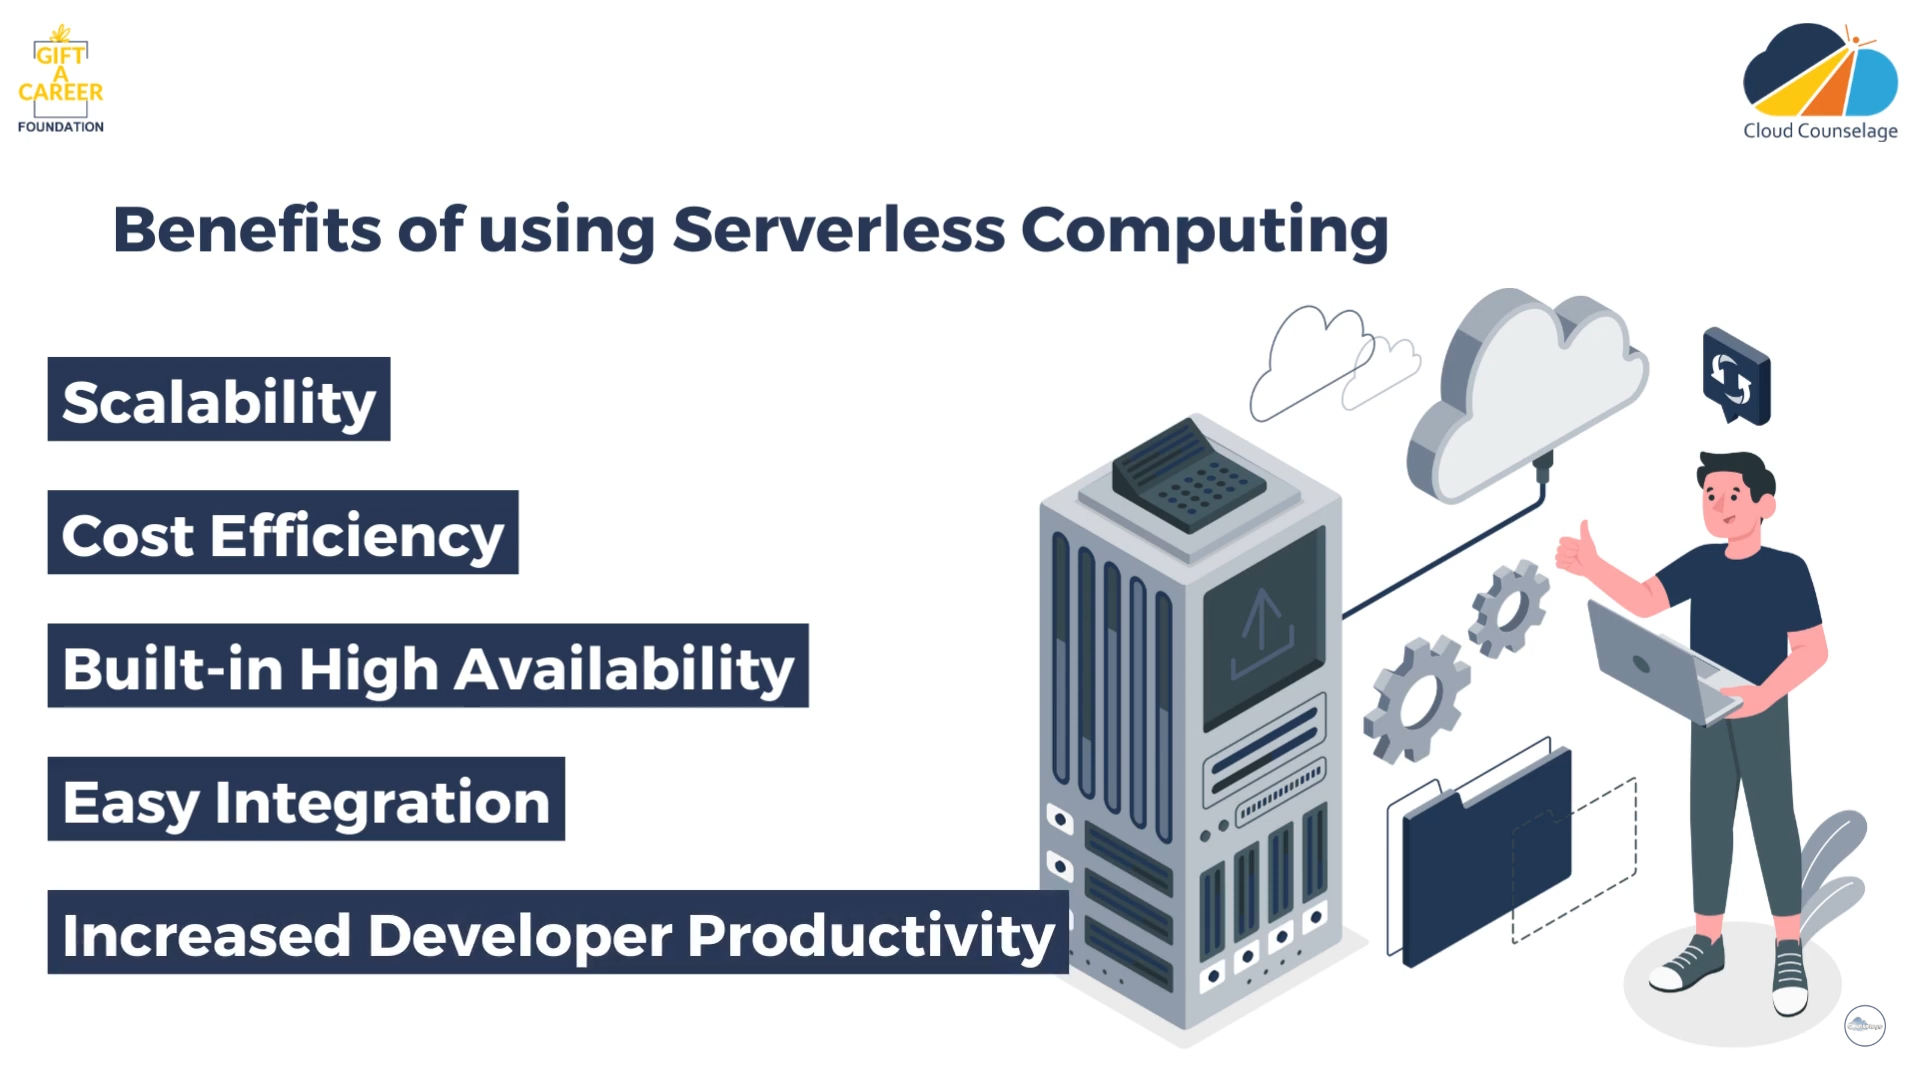 GIFT
A
CAREER
FOUNDATION
Cloud Counselage
Benefits of using Serverless Computing
Scalability
Cost Efficiency
Built-in High Availability
Easy Integration
Increased Developer Productivity